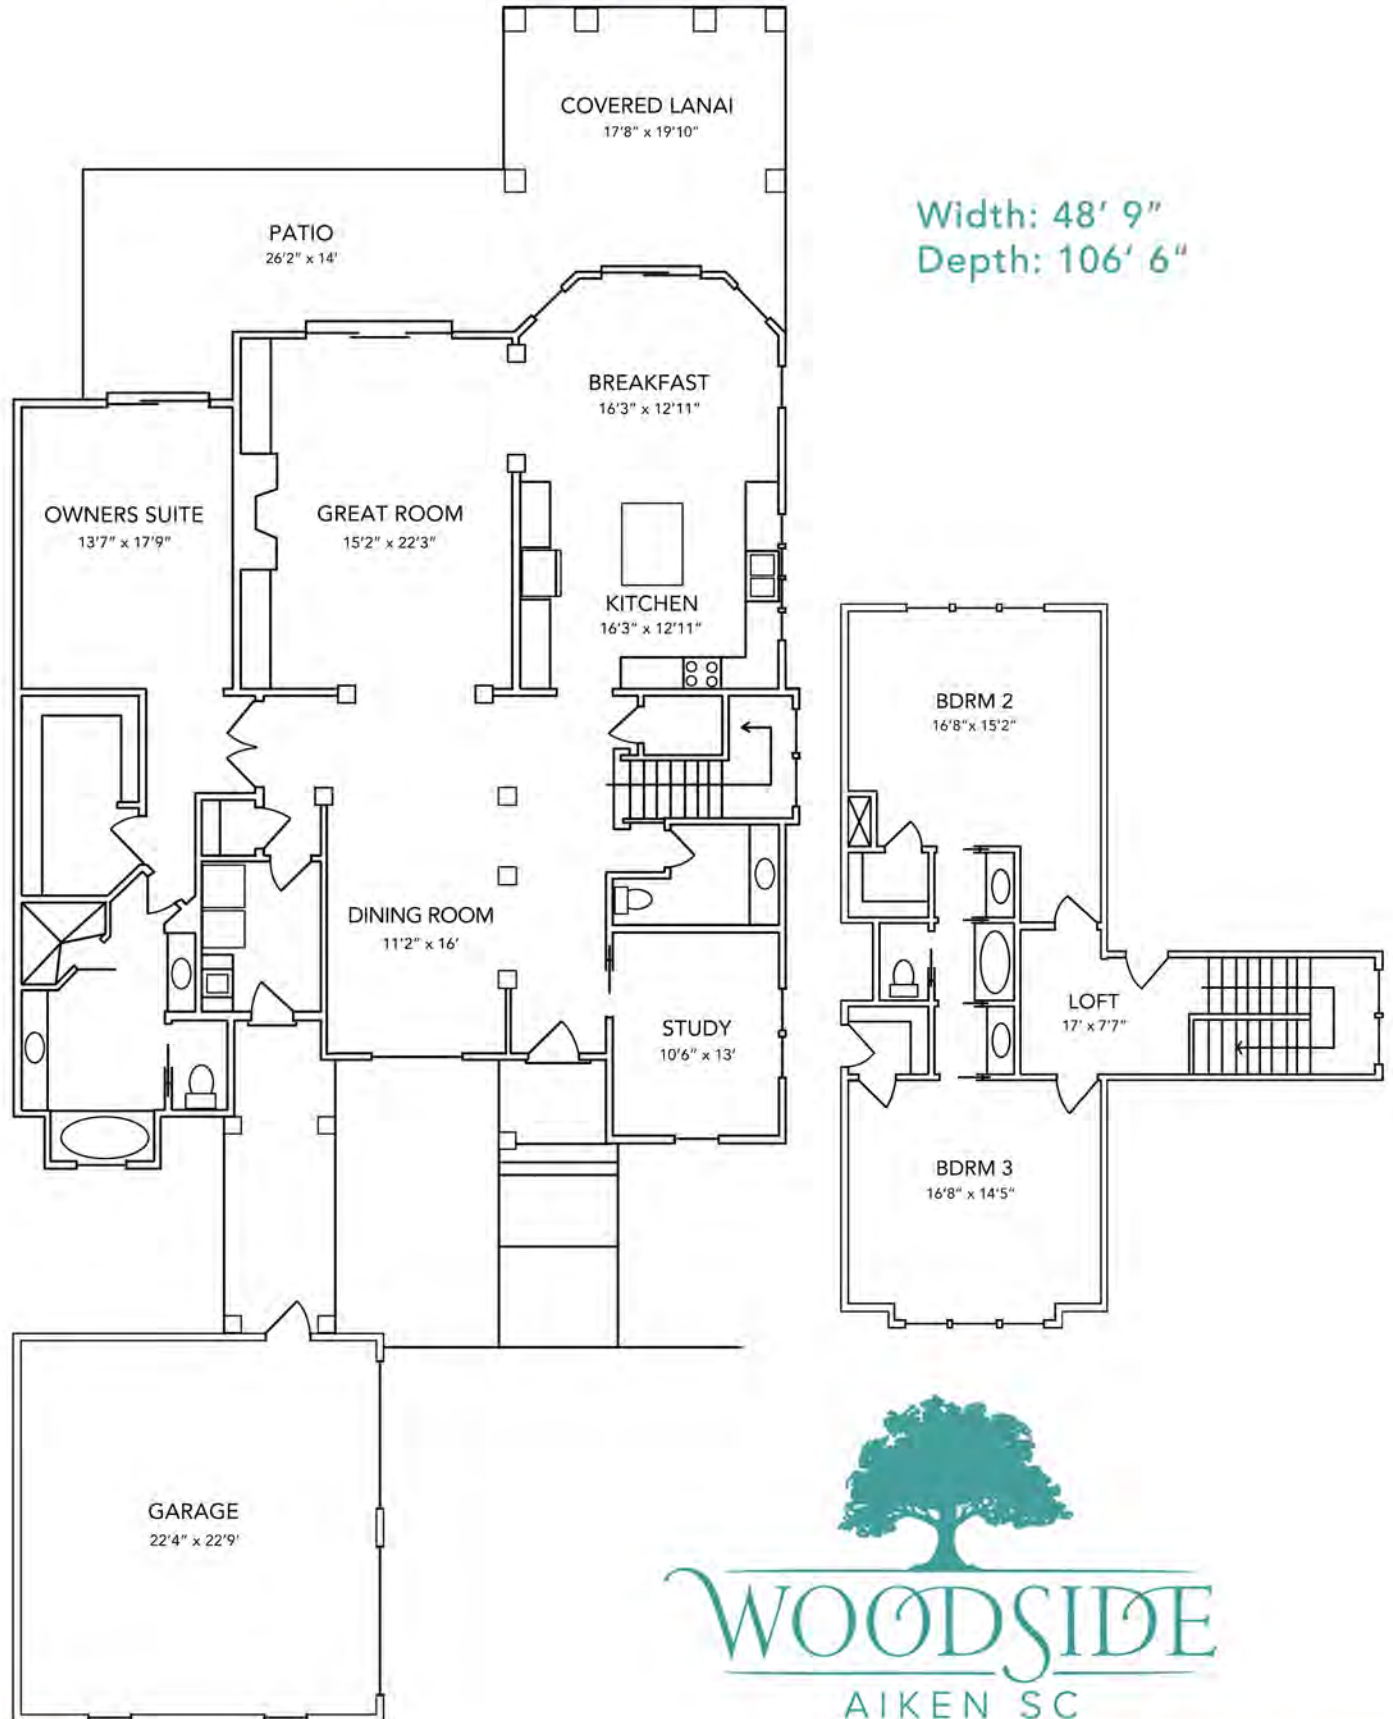 COVERED LANAI
17'8" x 19'10"
Width: 48' 9"
Depth: 106' 6"
PATIO
26'2" x 14'
BREAKFAST
16'3" x 12'11"
OWNERS SUITE
13'7" x 17'9"
GREAT ROOM
15'2" x 22'3"
KITCHEN
16'3" x 12'11"
BDRM 2
16'8" x 15'2"
DINING ROOM
11'2" x 16'
STUDY
10'6" x 13'
LOFT
17' x 7'7"
BDRM 3
16'8" x 14'5"
GARAGE
22'4" x 22'9'
WOODSIDE
AIKEN SC